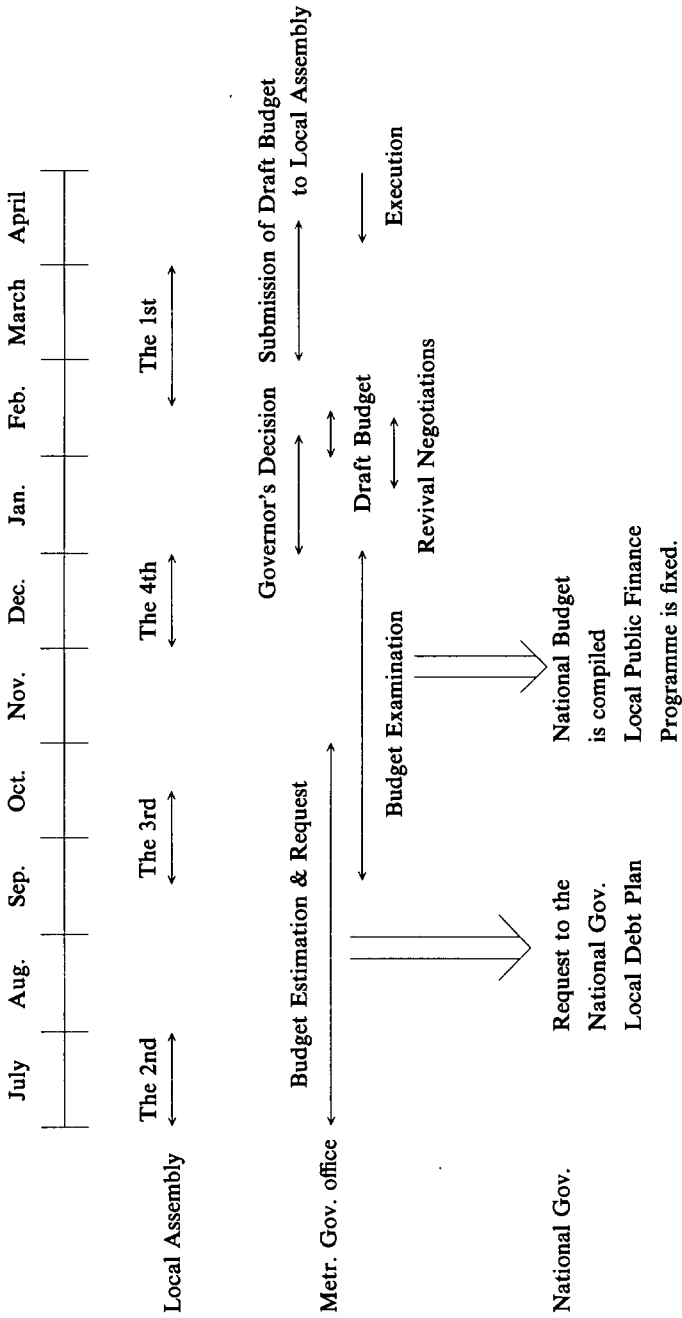 July Aug. Sep. Oct. Nov. Dec. Jan. Feb. March April
Local Assembly
The 2nd
The 3rd
The 4th
The 1st
Metr. Gov. office
Governor's Decision
Submission of Draft Budget
to Local Assembly
Budget Estimation & Request
Draft Budget
Budget Examination
Execution
Revival Negotiations
National Gov.
Request to the
National Gov.
Local Debt Plan
National Budget
is compiled
Local Public Finance
Programme is fixed.